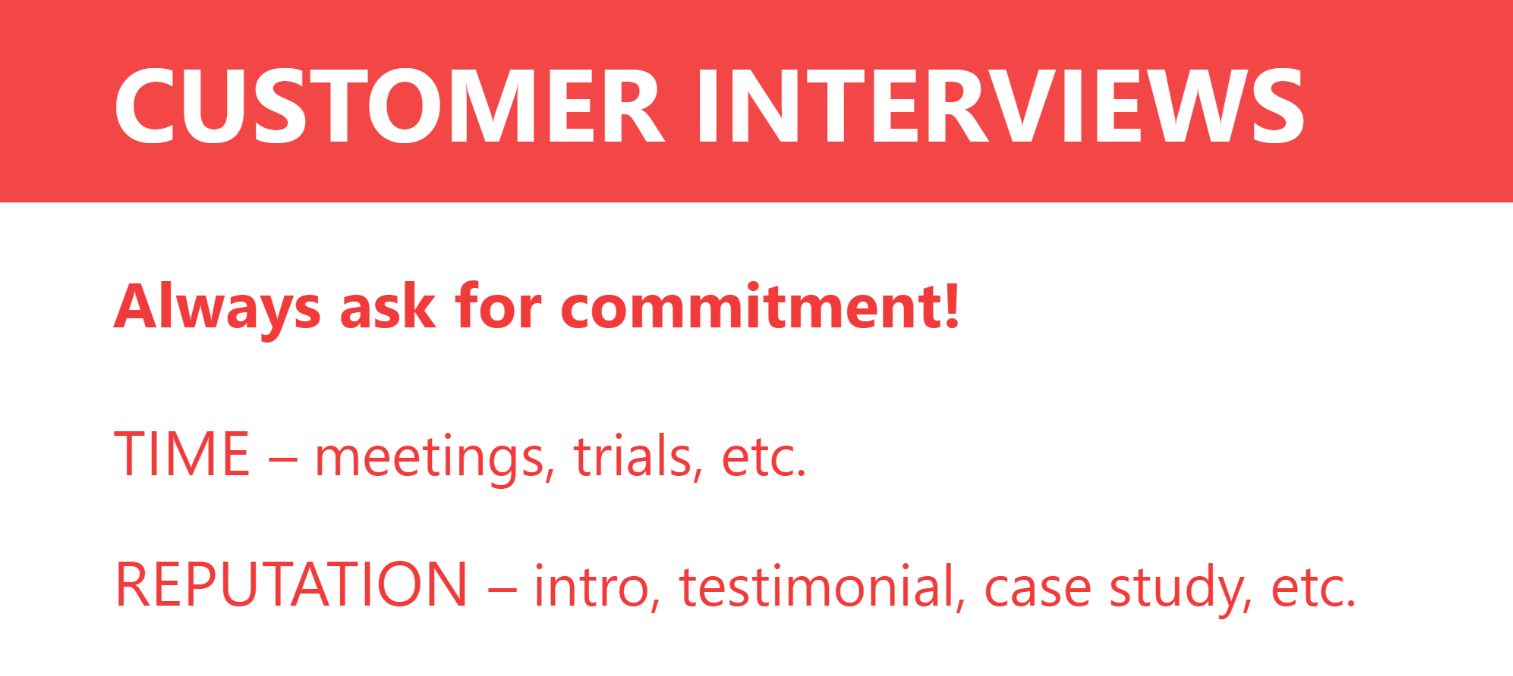 CUSTOMER INTERVIEWS
Always ask for commitment!
TIME – meetings, trials, etc.
REPUTATION – intro, testimonial, case study, etc.